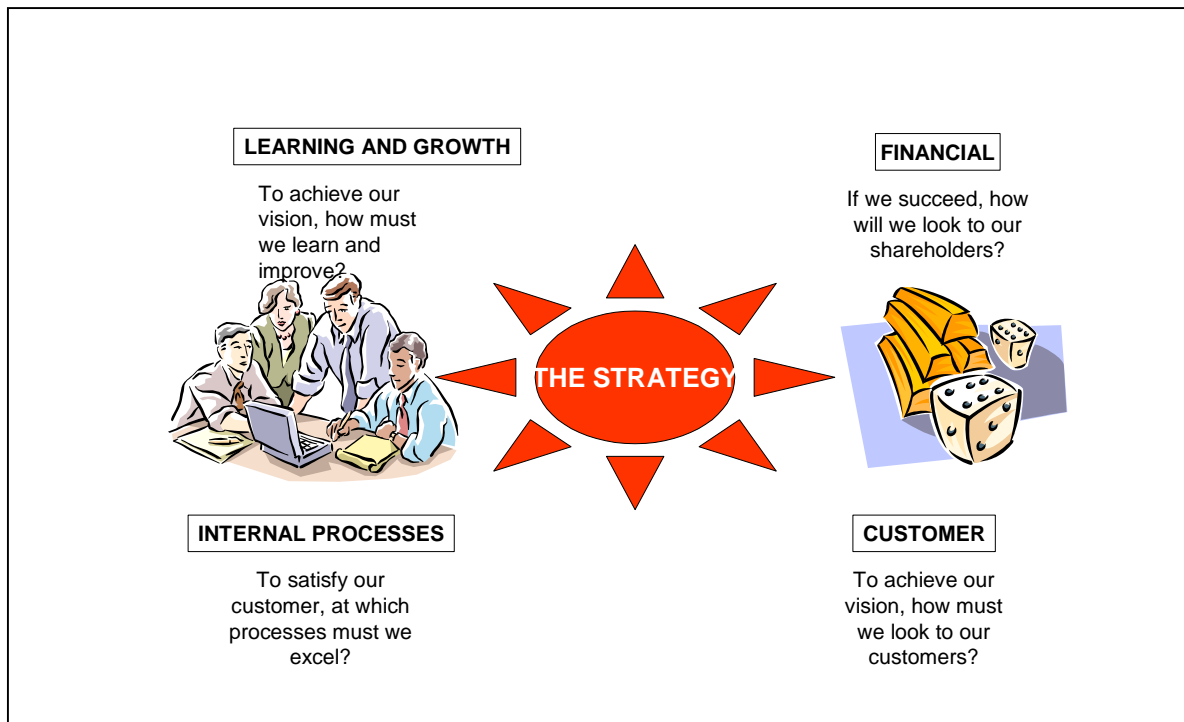 LEARNING AND GROWTH
To achieve our
vision, how must
we learn and
improve?
FINANCIAL
If we succeed, how
will we look to our
shareholders?
THE STRATEGY
INTERNAL PROCESSES
To satisfy our
customer, at which
processes must we
excel?
CUSTOMER
To achieve our
vision, how must
we look to our
customers?